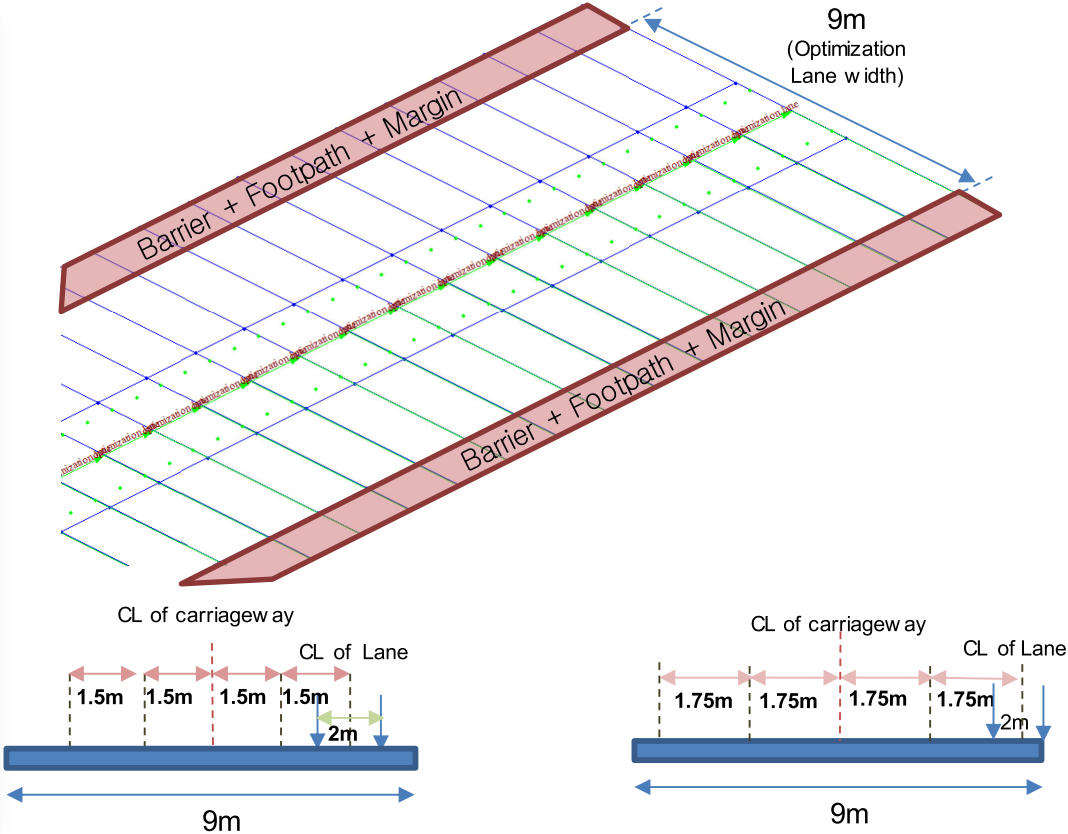 9m
(Optimization
Lane width)
Barrier + Footpath + Margin
optimization lane
Barrier + Footpath + Margin
CL of carriageway
CL of Lane
1.5m 1.5m 1.5m 1.5m
2m
9m
CL of carriageway
CL of Lane
1.75m 1.75m 1.75m 1.75m
2m
9m